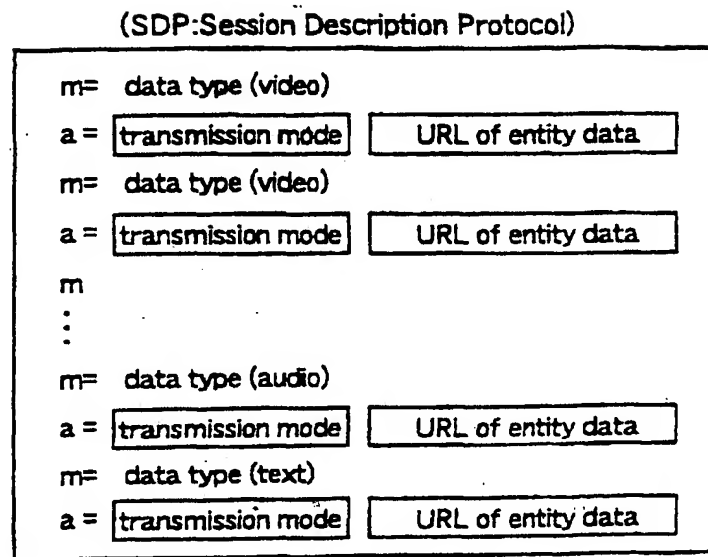 (SDP:Session Description Protocol)
m= data type (video)
a = transmission mode URL of entity data
m= data type (video)
a = transmission mode URL of entity data
m
⋮
m= data type (audio)
a = transmission mode URL of entity data
m= data type (text)
a = transmission mode URL of entity data